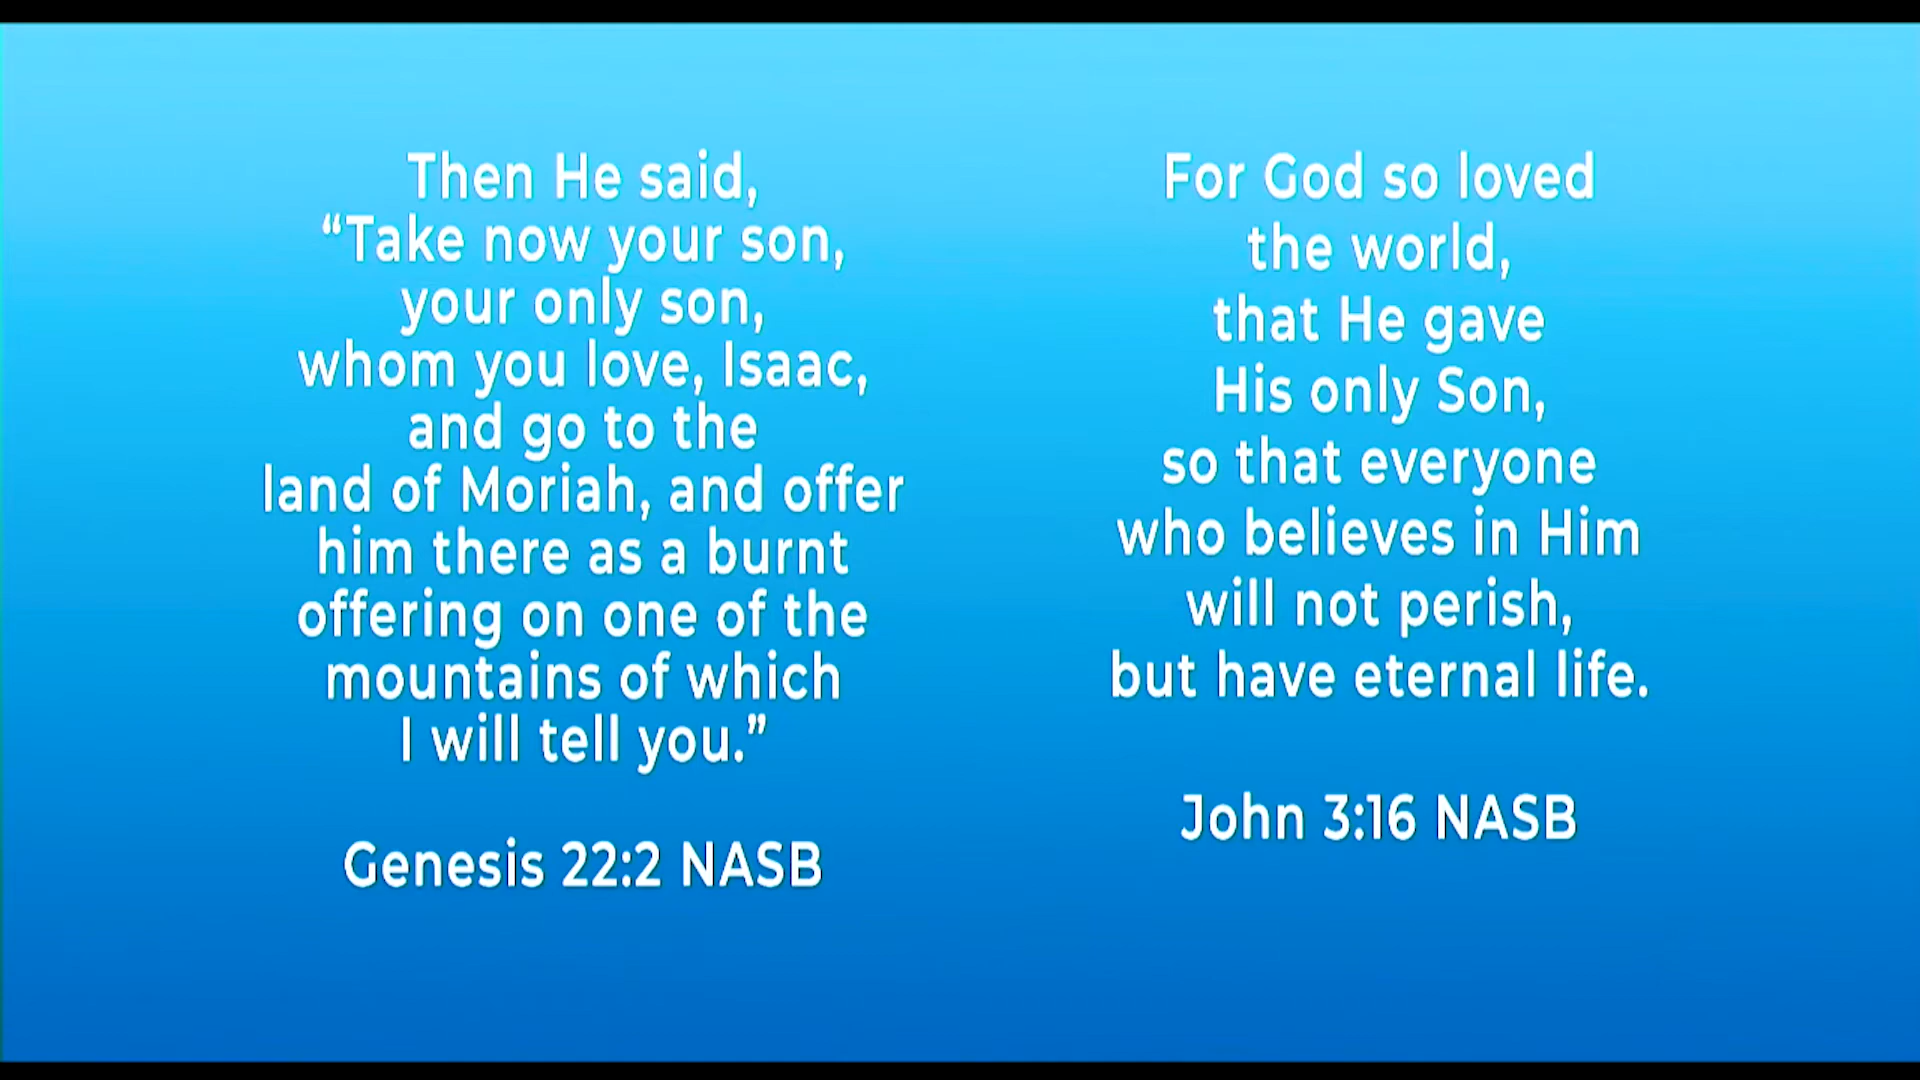 Then He said,
“Take now your son,
your only son,
whom you love, Isaac,
and go to the
land of Moriah, and offer
him there as a burnt
offering on one of the
mountains of which
I will tell you.”
Genesis 22:2 NASB
For God so loved
the world,
that He gave
His only Son,
so that everyone
who believes in Him
will not perish,
but have eternal life.
John 3:16 NASB